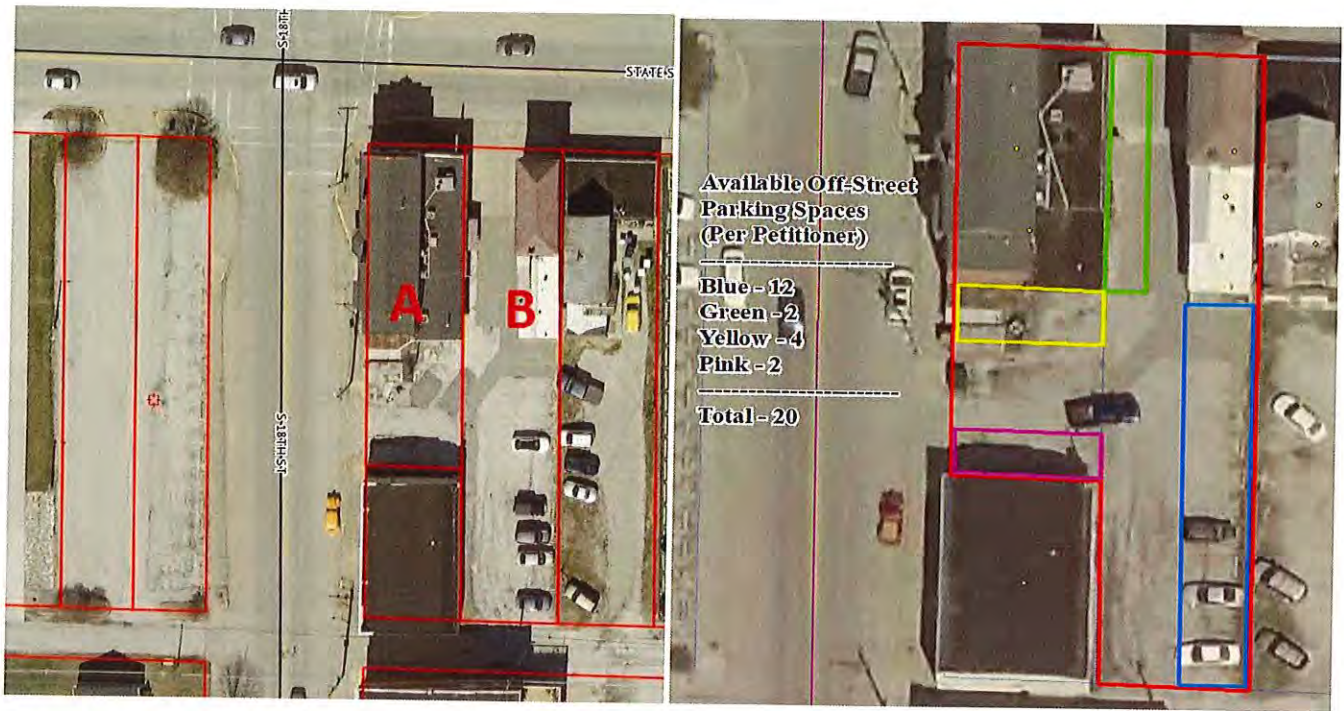 S-18TH
STATE S
A
B
S-18TH ST
Available Off-Street
Parking Spaces
(Per Petitioner)
Blue - 12
Green - 2
Yellow - 4
Pink - 2
Total - 20